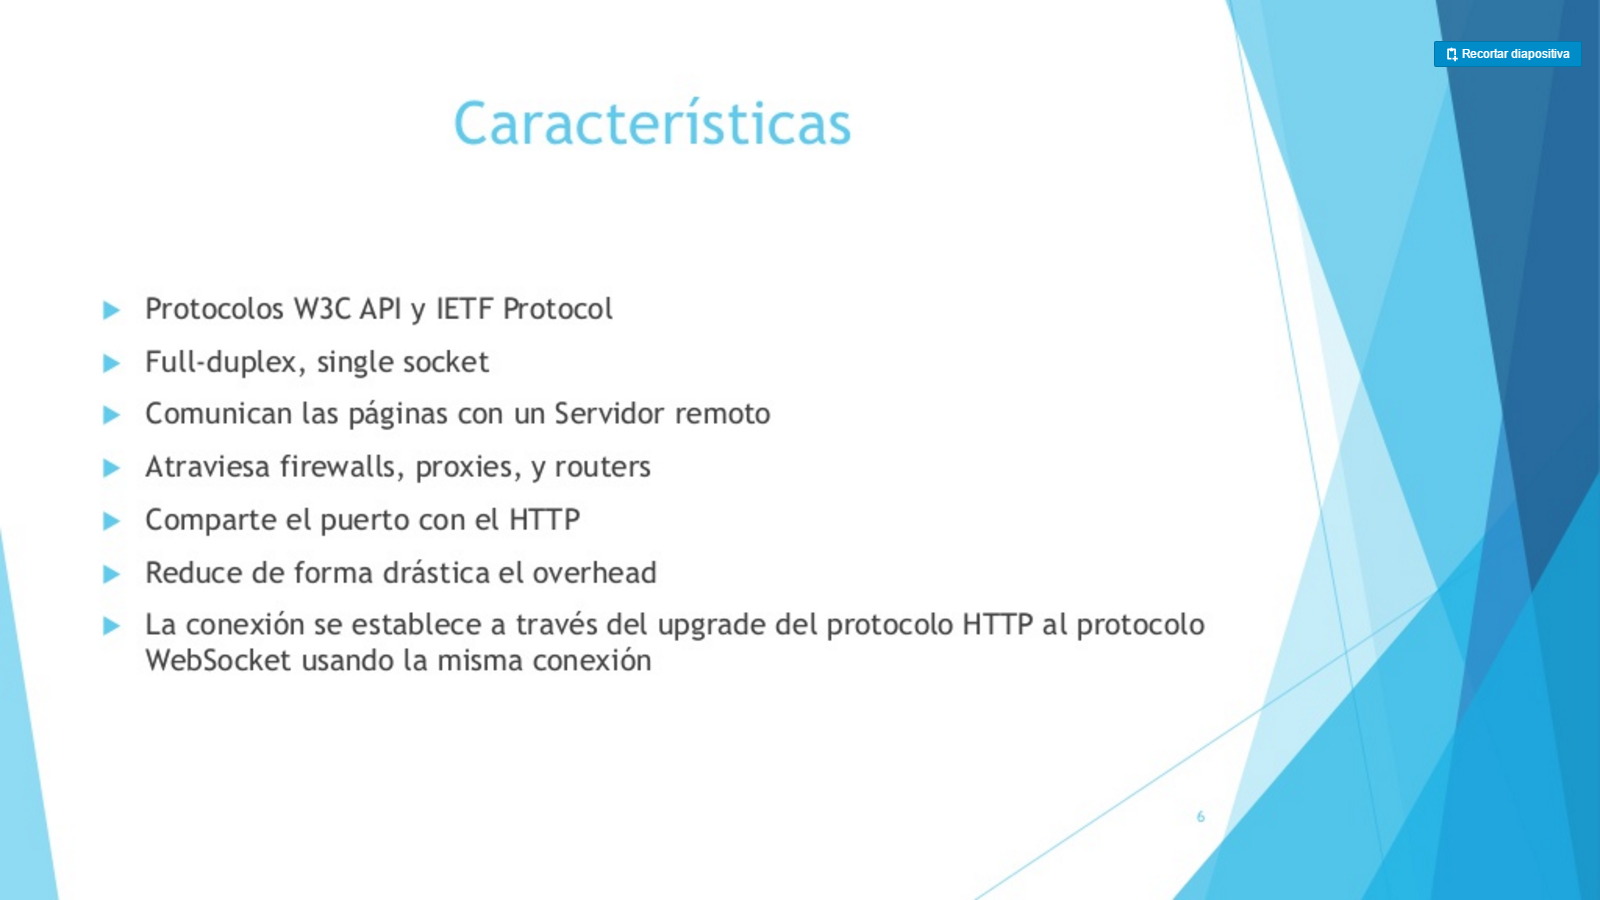 Recortar diapositiva
Características
Protocolos W3C API y IETF Protocol
Full-duplex, single socket
Comunican las páginas con un Servidor remoto
Atraviesa firewalls, proxies, y routers
Comparte el puerto con el HTTP
Reduce de forma drástica el overhead
La conexión se establece a través del upgrade del protocolo HTTP al protocolo
WebSocket usando la misma conexión
6